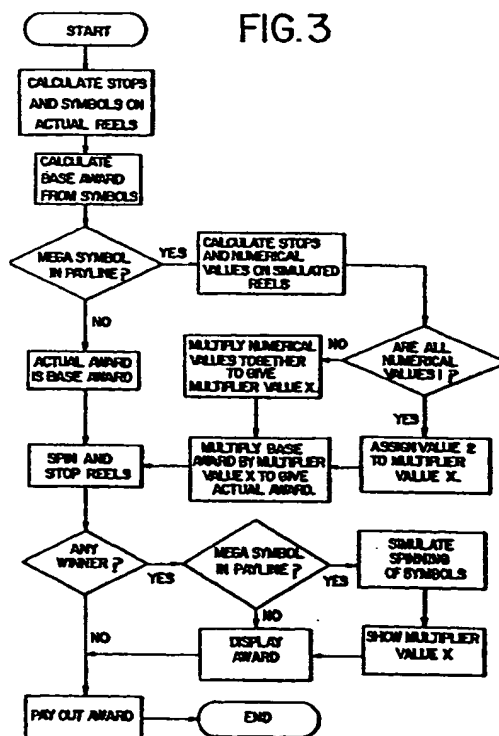 FIG.3
START
CALCULATE STOPS
AND SYMBOLS ON
ACTUAL REELS
CALCULATE
BASE AWARD
FROM SYMBOLS
MEGA SYMBOL
IN PAYLINE?
YES
CALCULATE STOPS
AND NUMERICAL
VALUES ON SIMULATED
REELS
NO
ACTUAL AWARD
IS BASE AWARD
MULTIPLY NUMERICAL
VALUES TOGETHER
TO GIVE
MULTIPLIER VALUE X.
NO
ARE ALL
NUMERICAL
VALUES 1?
YES
SPIN AND
STOP REELS
MULTIPLY BASE
AWARD BY MULTIPLIER
VALUE X TO GIVE
ACTUAL AWARD.
ASSIGN VALUE 2
TO MULTIPLIER
VALUE X.
ANY
WINNER?
YES
MEGA SYMBOL
IN PAYLINE?
YES
SIMULATE
SPINNING
OF SYMBOLS
NO
NO
DISPLAY
AWARD
SHOW MULTIPLIER
VALUE X
PAY OUT AWARD
END